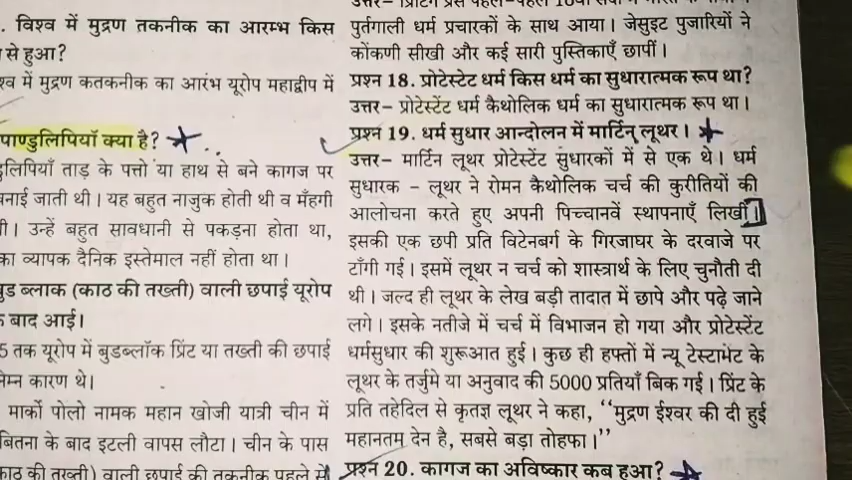 . विश्व में मुद्रण तकनीक का आरम्भ किस
से हुआ?
श्व में मुद्रण कतकनीक का आरंभ यूरोप महाद्वीप में
पाण्डुलिपियाँ क्या है?
डुलिपियाँ ताड़ के पत्तो या हाथ से बने कागज पर
बनाई जाती थी। यह बहुत नाजुक होती थी व मँहगी
थी। उन्हें बहुत सावधानी से पकड़ना होता था,
का व्यापक दैनिक इस्तेमाल नहीं होता था।
वुड ब्लाक (काठ की तख्ती) वाली छपाई यूरोप
के बाद आई।
5 तक यूरोप में बुडब्लॉक प्रिंट या तख्ती की छपाई
निम्न कारण थे।
मार्को पोलो नामक महान खोजी यात्री चीन में
बितना के बाद इटली वापस लौटा। चीन के पास
काठ की तख्ती) वाली छपाई की तकनीक पहले से
पुर्तगाली धर्म प्रचारकों के साथ आया। जेसुइट पुजारियों ने
कोंकणी सीखी और कई सारी पुस्तिकाएँ छापीं।
प्रश्न 18. प्रोटेस्टेट धर्म किस धर्म का सुधारात्मक रूप था?
उत्तर- प्रोटेस्टेंट धर्म कैथोलिक धर्म का सुधारात्मक रूप था।
प्रश्न 19. धर्म सुधार आन्दोलन में मार्टिन् लूथर।
उत्तर- मार्टिन लूथर प्रोटेस्टेंट सुधारकों में से एक थे। धर्म
सुधारक – लूथर ने रोमन कैथोलिक चर्च की कुरीतियों की
आलोचना करते हुए अपनी पिच्चानवें स्थापनाएँ लिखीं।
इसकी एक छपी प्रति विटेनबर्ग के गिरजाघर के दरवाजे पर
टाँगी गई। इसमें लूथर न चर्च को शास्त्रार्थ के लिए चुनौती दी
थी। जल्द ही लूथर के लेख बड़ी तादात में छापे और पढ़े जाने
लगे। इसके नतीजे में चर्च में विभाजन हो गया और प्रोटेस्टेंट
धर्मसुधार की शुरूआत हुई। कुछ ही हफ्तों में न्यू टेस्टामेंट के
लूथर के तर्जुमे या अनुवाद की 5000 प्रतियाँ बिक गई। प्रिंट के
प्रति तहेदिल से कृतज्ञ लूथर ने कहा, ‘‘मुद्रण ईश्वर की दी हुई
महानतम देन है, सबसे बड़ा तोहफा।’’
प्रश्न 20. कागज का अविष्कार कब हुआ?